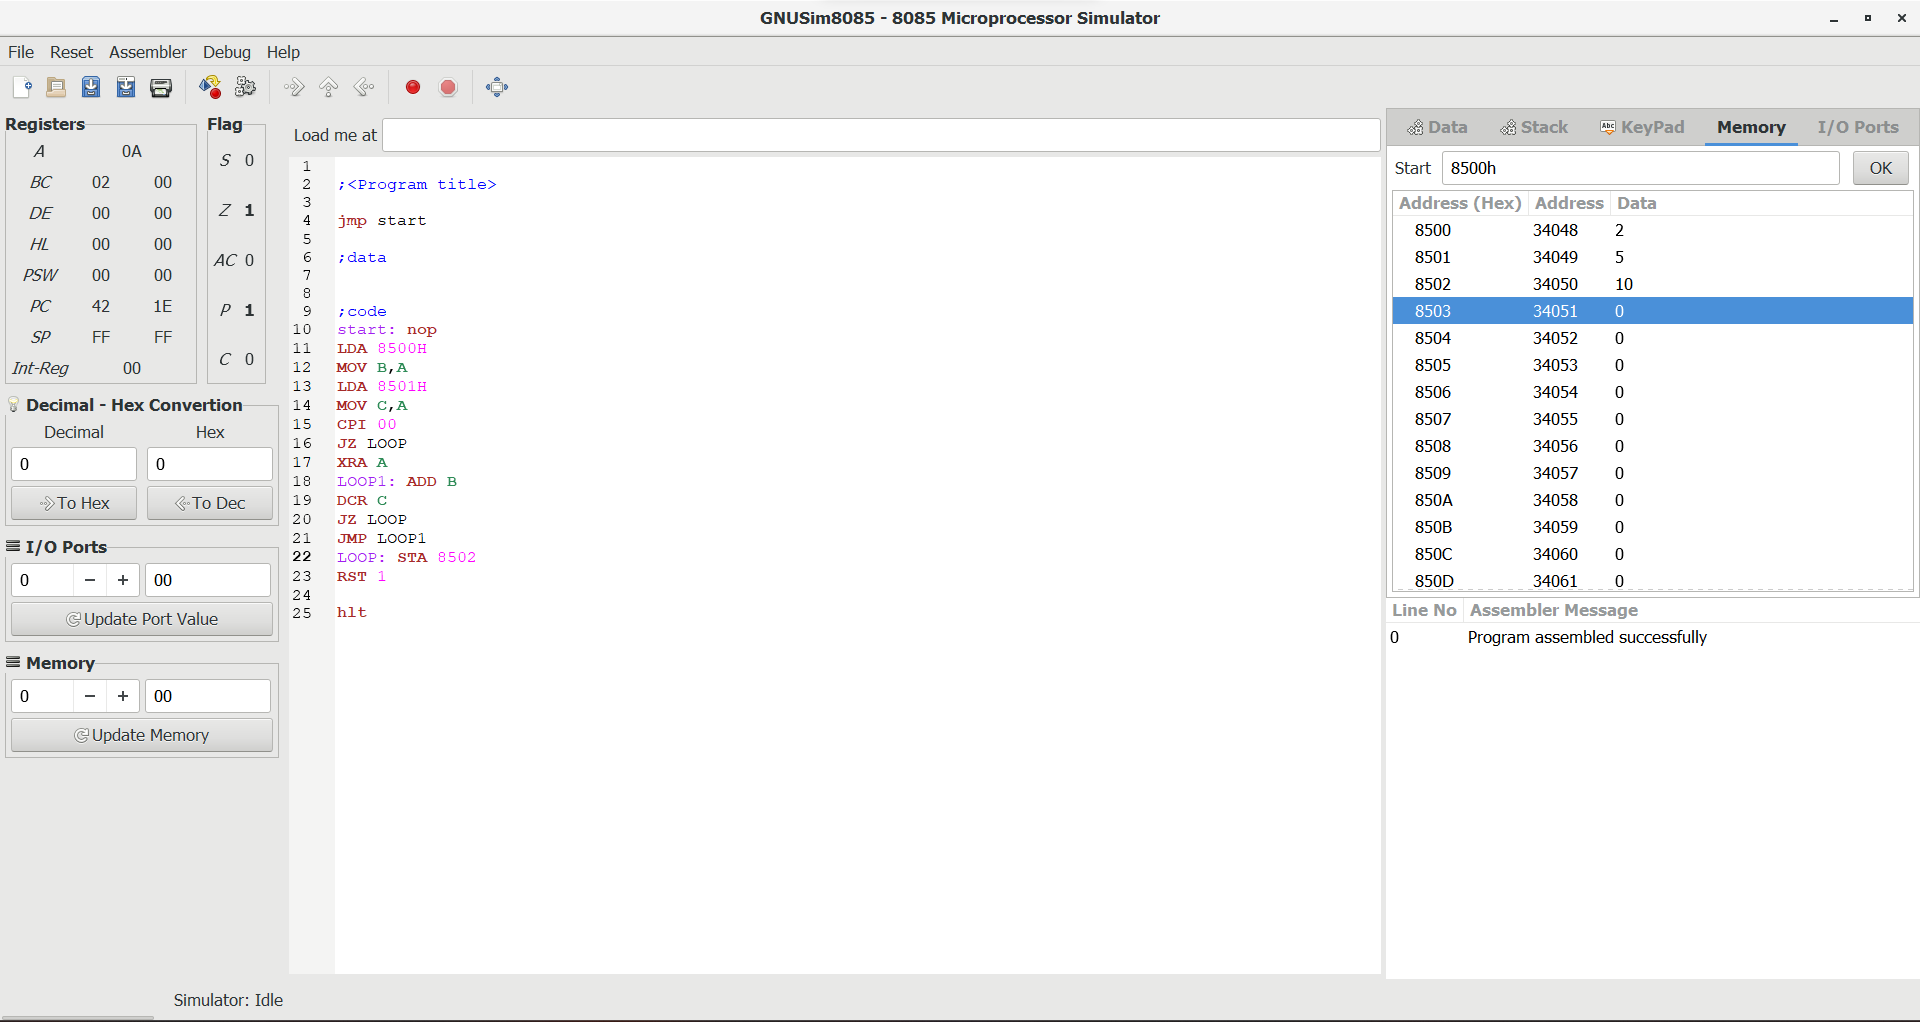 GNUSim8085 - 8085 Microprocessor Simulator
File Reset Assembler Debug Help
Registers
A 0A
BC 02 00
DE 00 00
HL 00 00
PSW 00 00
PC 42 1E
SP FF FF
Int-Reg 00
Flag
S 0
Z 1
AC 0
P 1
C 0
Decimal - Hex Convertion
Decimal Hex
0 0
To Hex To Dec
I/O Ports
0 - + 00
Update Port Value
Memory
0 - + 00
Update Memory
Load me at
1
2 ;<Program title>
3
4 jmp start
5
6 ;data
7
8
9 ;code
10 start: nop
11 LDA 8500H
12 MOV B,A
13 LDA 8501H
14 MOV C,A
15 CPI 00
16 JZ LOOP
17 XRA A
18 LOOP1: ADD B
19 DCR C
20 JZ LOOP
21 JMP LOOP1
22 LOOP: STA 8502
23 RST 1
24
25 hlt
Data Stack Abc KeyPad Memory I/O Ports
Start 8500h OK
Address (Hex) Address Data
8500 34048 2
8501 34049 5
8502 34050 10
8503 34051 0
8504 34052 0
8505 34053 0
8506 34054 0
8507 34055 0
8508 34056 0
8509 34057 0
850A 34058 0
850B 34059 0
850C 34060 0
850D 34061 0
Line No Assembler Message
0 Program assembled successfully
Simulator: Idle